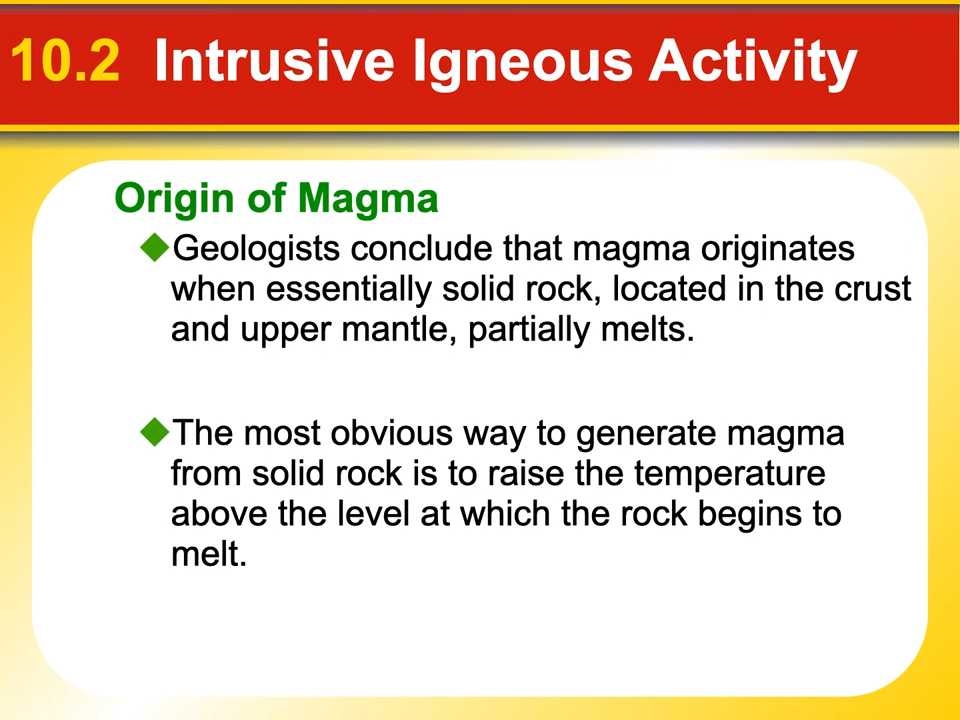 10.2 Intrusive Igneous Activity
Origin of Magma
Geologists conclude that magma originates
when essentially solid rock, located in the crust
and upper mantle, partially melts.
The most obvious way to generate magma
from solid rock is to raise the temperature
above the level at which the rock begins to
melt.